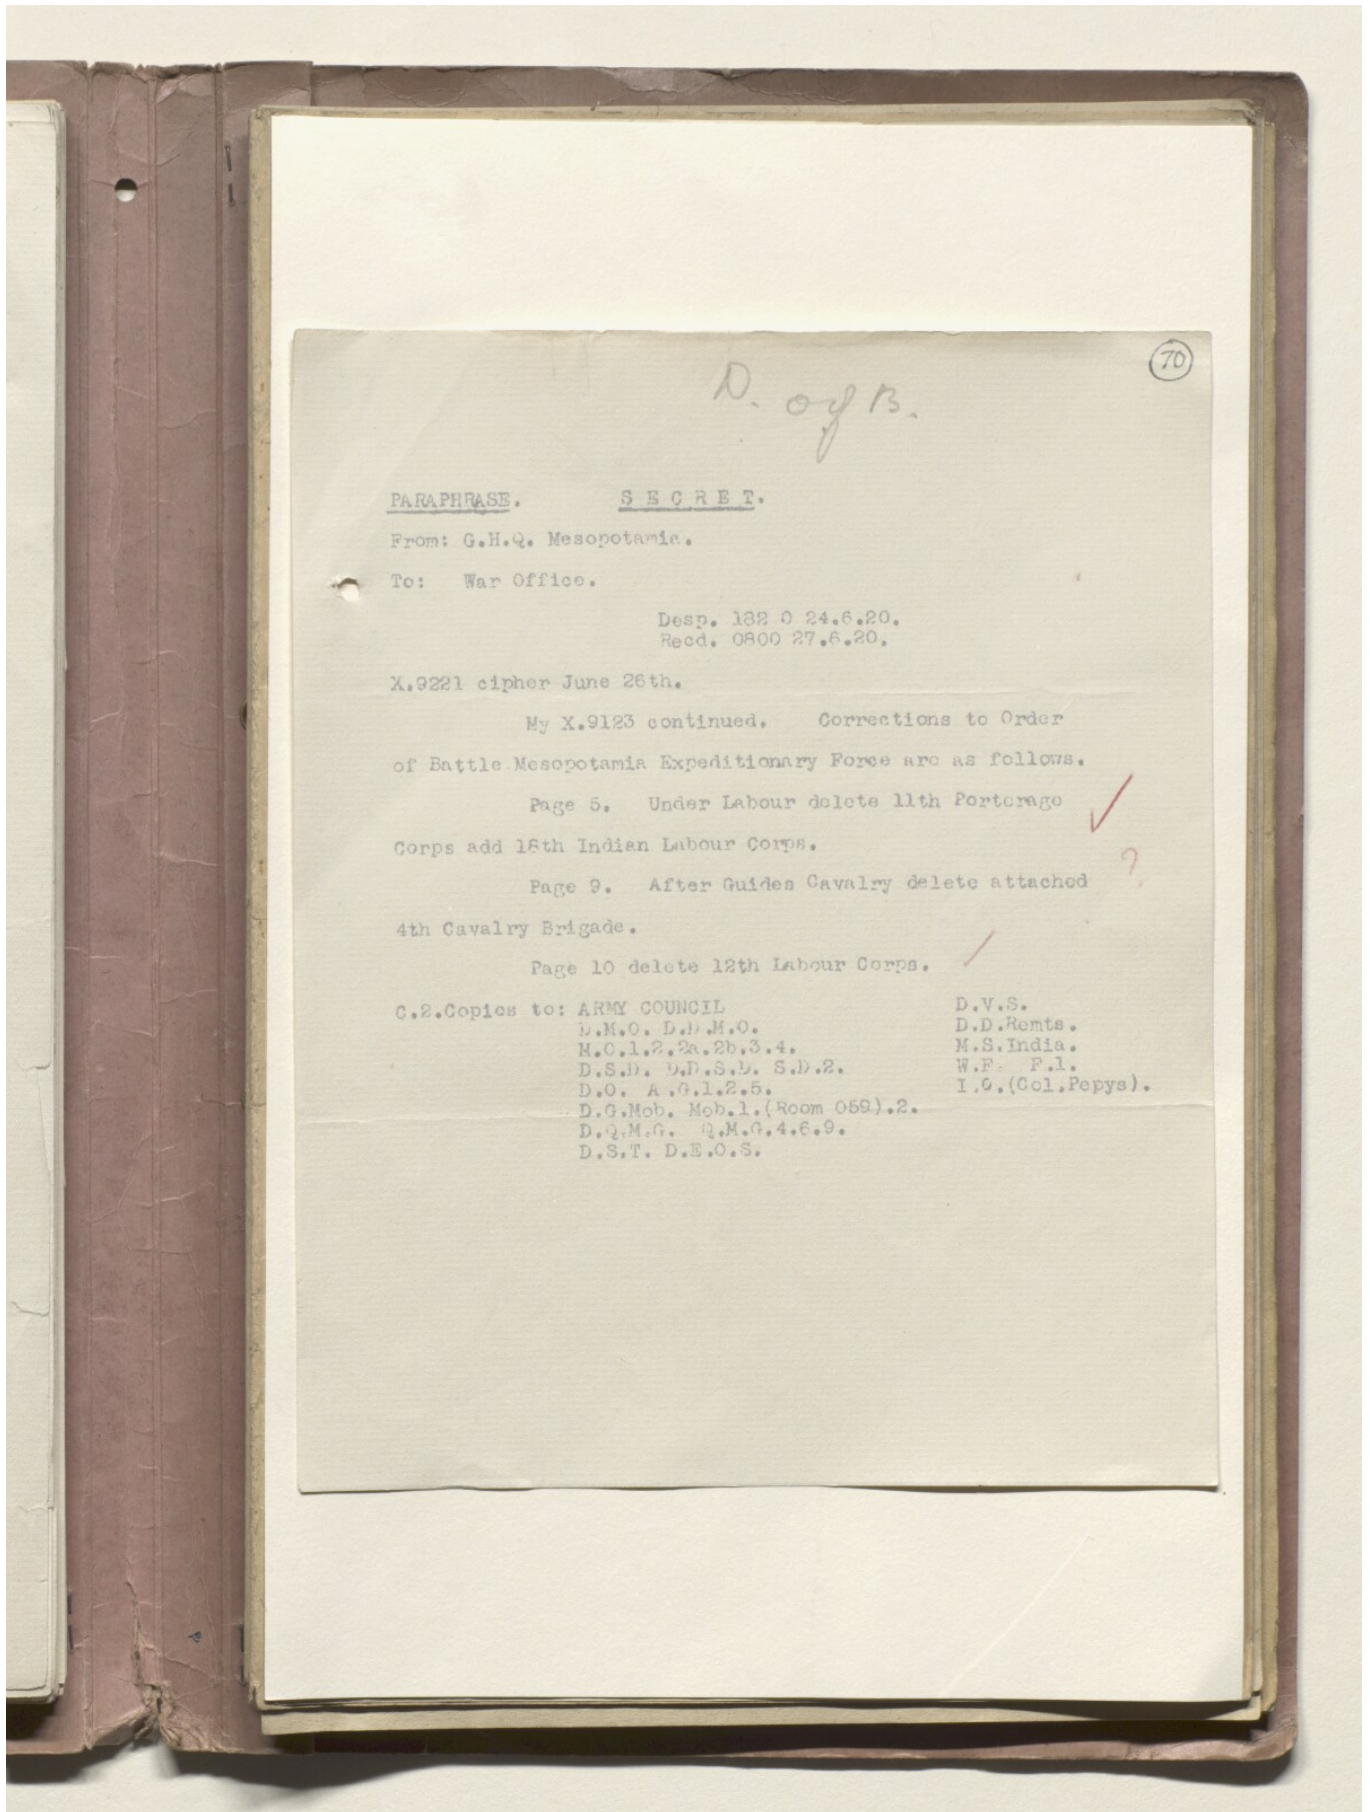 70
D. of B.
PARAPHRASE. SECRET.
From: G.H.Q. Mesopotamia.
To: War Office.
Desp. 182 0 24.6.20.
Recd. 0800 27.6.20.
X.9221 cipher June 26th.
My X.9123 continued. Corrections to Order
of Battle Mesopotamia Expeditionary Force are as follows.
Page 5. Under Labour delete 11th Porterage
Corps add 18th Indian Labour Corps.
?
Page 9. After Guides Cavalry delete attached
4th Cavalry Brigade.
Page 10 delete 12th Labour Corps.
C.2.Copies to: ARMY COUNCIL D.V.S.
D.M.O. D.D.M.O. D.D.Remts.
M.O.1.2.2a.2b.3.4. M.S.India.
D.S.D. D.D.S.D. S.D.2. W.F. F.1.
D.O. A.G.1.2.5. I.O.(Col.Pepys).
D.G.Mob. Mob.1.(Room 059).2.
D.Q.M.G. Q.M.G.4.6.9.
D.S.T. D.E.O.S.